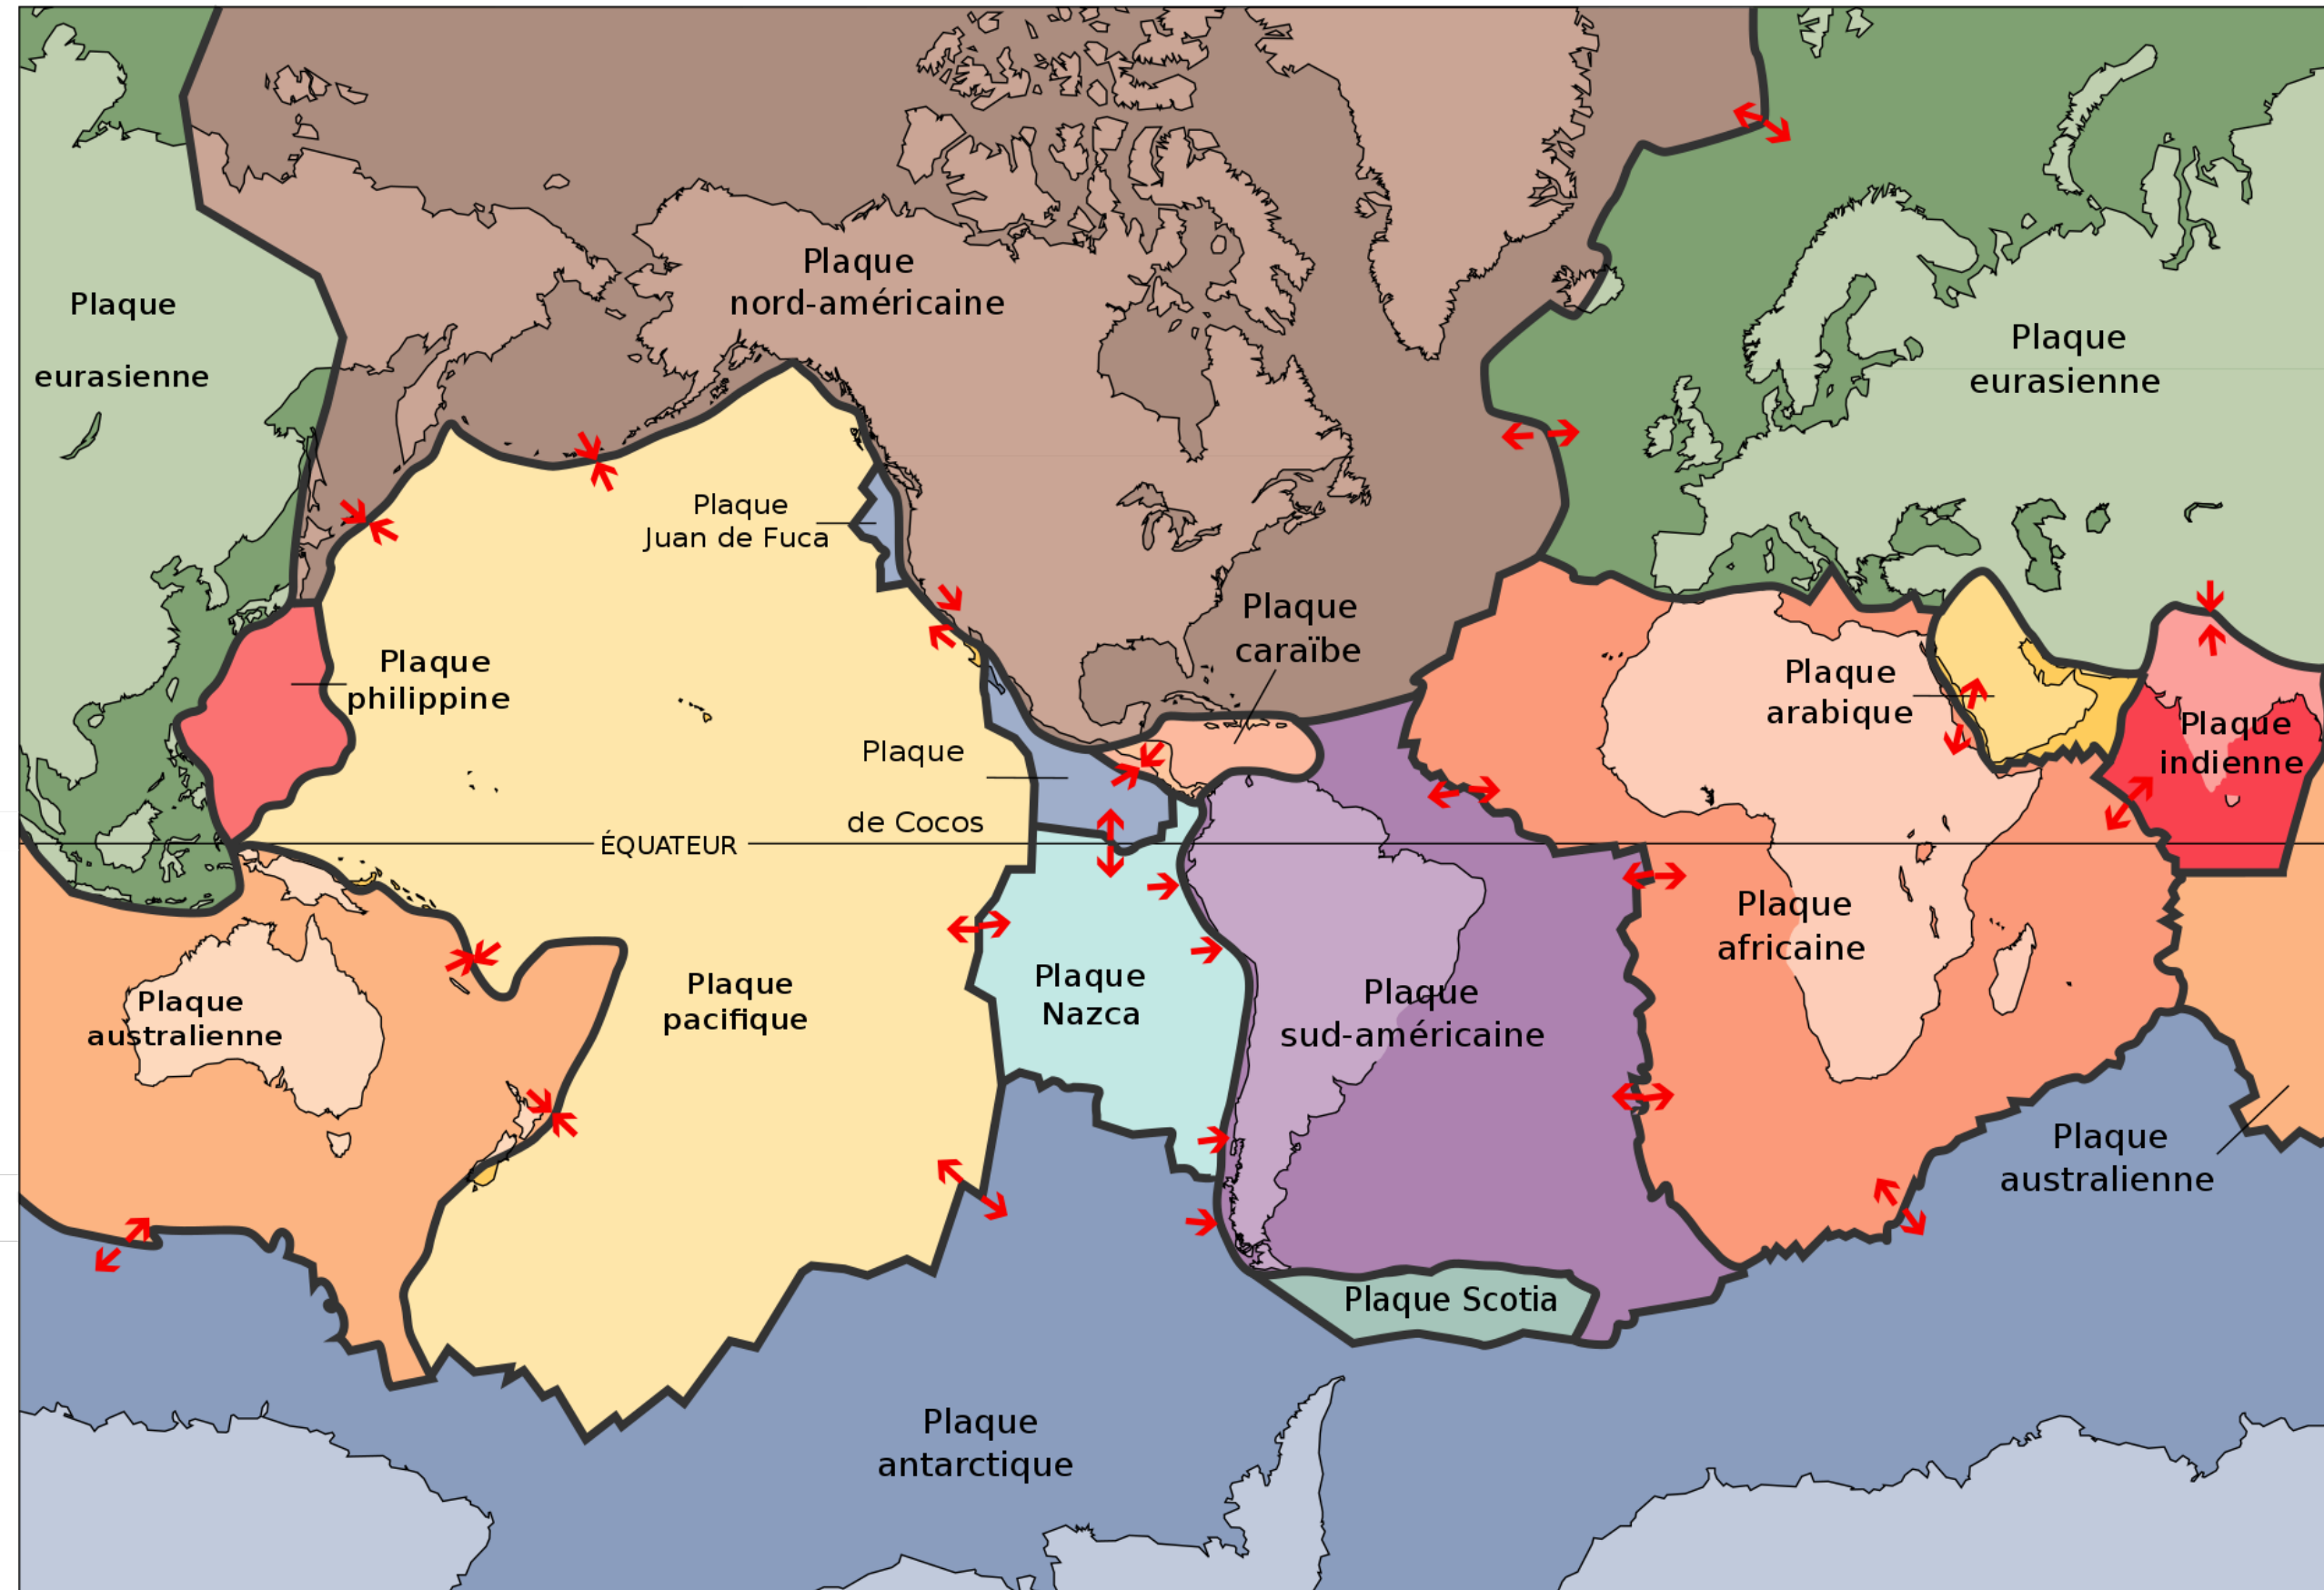 Plaque
nord-américaine
Plaque
eurasienne
Plaque
eurasienne
Plaque
Juan de Fuca
Plaque
caraïbe
Plaque
philippine
Plaque
arabique
Plaque
indienne
Plaque
de Cocos
ÉQUATEUR
Plaque
africaine
Plaque
australienne
Plaque
pacifique
Plaque
Nazca
Plaque
sud-américaine
Plaque
australienne
Plaque Scotia
Plaque
antarctique